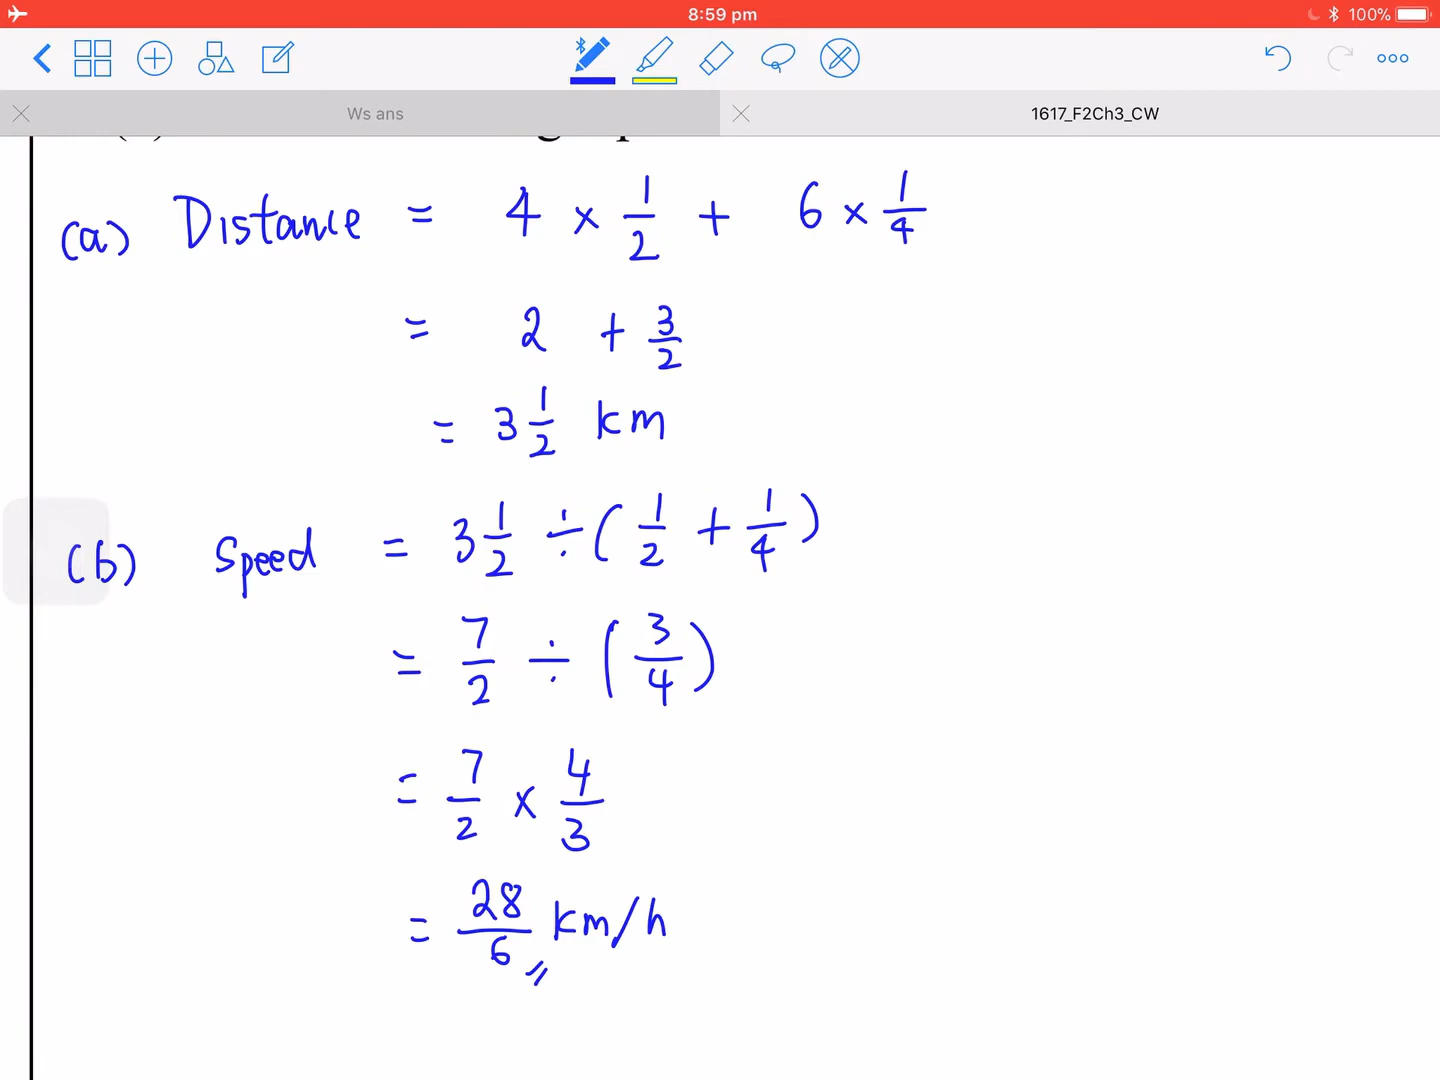 8:59 pm 100%
Ws ans 1617_F2Ch3_CW
(a) Distance = 4 × 1/2 + 6 × 1/4
= 2 + 3/2
= 3 1/2 km
(b) Speed = 3 1/2 ÷ ( 1/2 + 1/4 )
= 7/2 ÷ ( 3/4 )
= 7/2 × 4/3
= 28/6 km/h